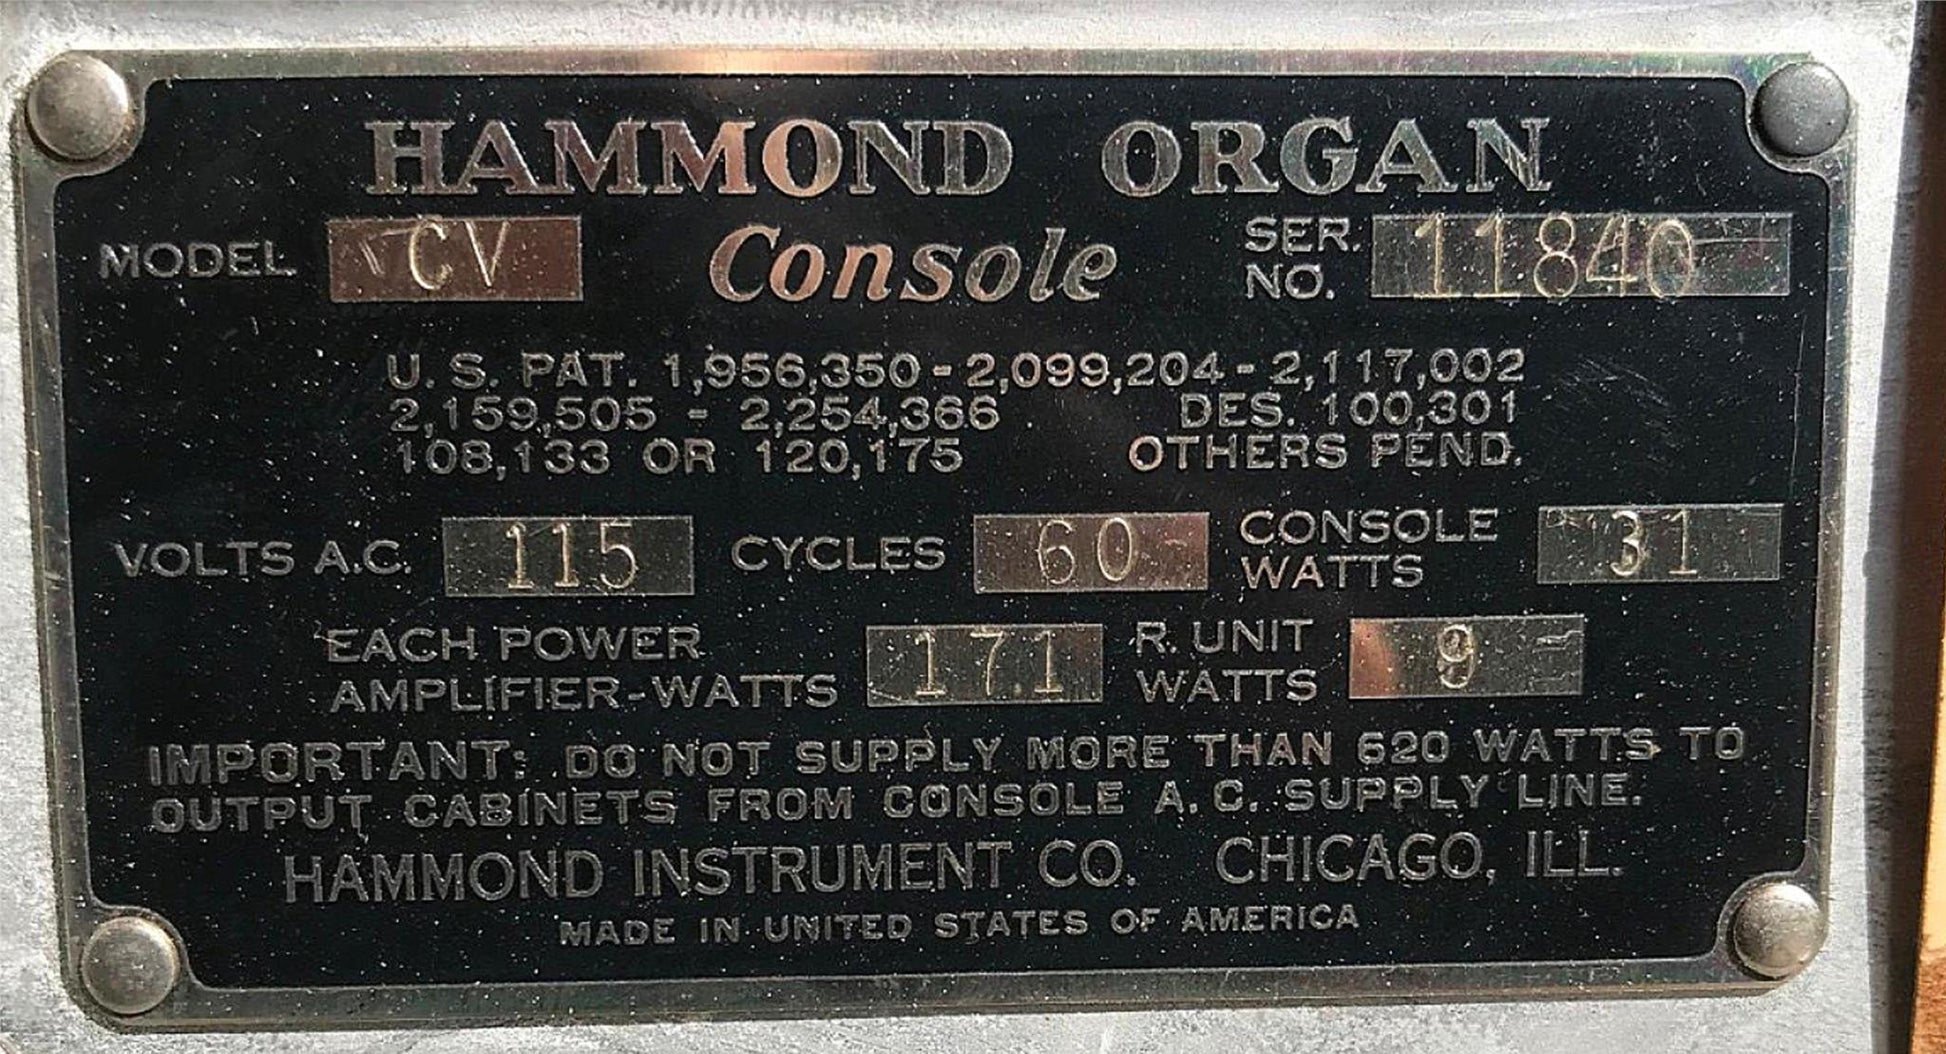 HAMMOND ORGAN
MODEL CV Console SER. NO. 11840
U. S. PAT. 1,956,350 - 2,099,204 - 2,117,002
2,159,505 - 2,254,366 DES. 100,301
108,133 OR 120,175 OTHERS PEND.
VOLTS A.C. 115 CYCLES 60 CONSOLE WATTS 31
EACH POWER AMPLIFIER-WATTS 171 R. UNIT WATTS 9
IMPORTANT: DO NOT SUPPLY MORE THAN 620 WATTS TO
OUTPUT CABINETS FROM CONSOLE A. C. SUPPLY LINE.
HAMMOND INSTRUMENT CO. CHICAGO, ILL.
MADE IN UNITED STATES OF AMERICA